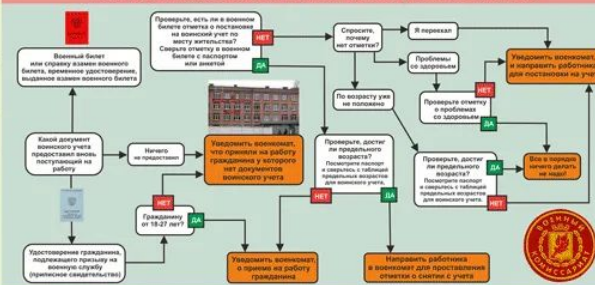 Военный билет
или справку взамен военного
билета, временное удостоверение,
выданное взамен военного билета
Проверьте, есть ли в военном
билете отметка о постановке
на воинский учет по
месту жительства?
Сверьте отметку в военном
билете с паспортом
или анкетой
НЕТ
ДА
Спросите,
почему
нет отметки?
Я переехал
Проблемы
со здоровьем
По возрасту уже
не положено
Уведомить военкомат,
и направить работника
для постановки на уче
НЕТ
Проверьте отметку
о проблемах
со здоровьем
ДА
Какой документ
воинского учета
предоставил вновь
поступающий на
работу
Ничего
не предоставил
Уведомить военкомат,
что приняли на работу
гражданина у которого
нет документов
воинского учета
Проверьте, достиг
ли предельного
возраста?
Посмотрите паспорт
и сверьтесь с таблицей
предельных возрастов
для воинского учета.
НЕТ
ДА
Проверьте, достиг
ли предельного
возраста?
Посмотрите паспорт
и сверьтесь с таблицей
предельных возрастов
для воинского учета.
ДА
НЕТ
Все в порядке
ничего делать
не надо!
НЕТ
Гражданину
от 18-27 лет?
ДА
Удостоверение гражданина,
подлежащего призыву на
военную службу
(приписное свидетельство)
Уведомить военкомат,
о приеме на работу
гражданина
Направить работника
в военкомат для проставления
отметки о снятии с учета
ВОЕННЫЙ
КОМИССАРИАТ